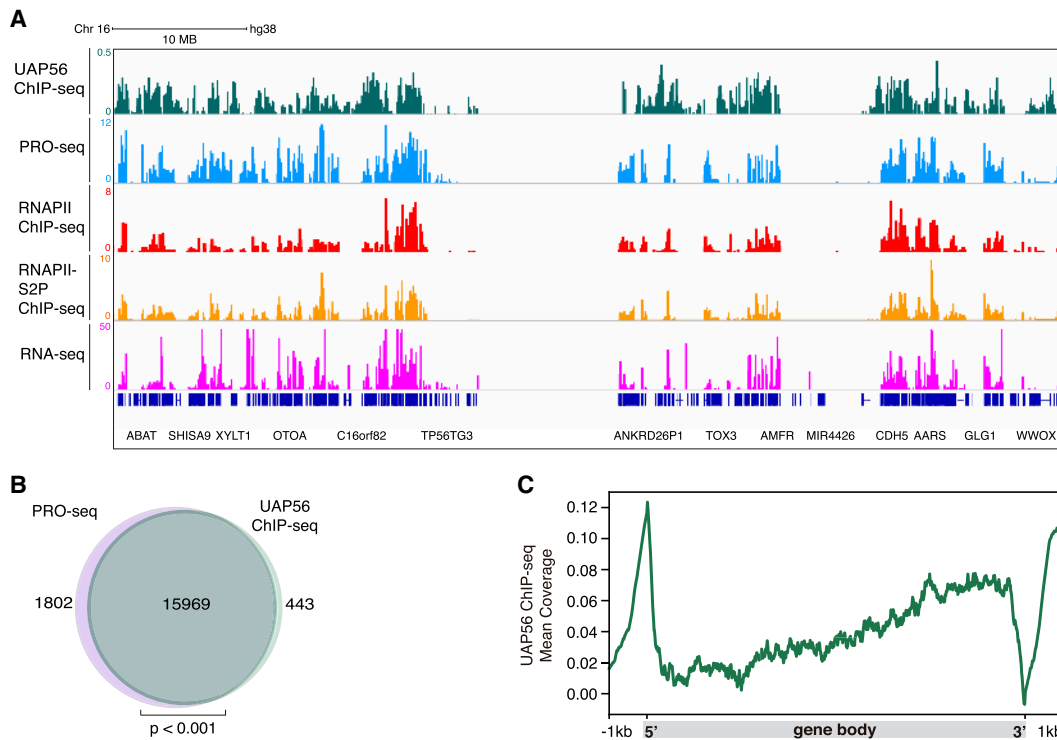 A
Chr 16 hg38
10 MB
UAP56
ChIP-seq
0.5
0
PRO-seq
12
0
RNAPII
ChIP-seq
8
0
RNAPII-
S2P
ChIP-seq
10
0
RNA-seq
50
0
ABAT SHISA9 XYLT1 OTOA C16orf82 TP56TG3 ANKRD26P1 TOX3 AMFR MIR4426 CDH5 AARS GLG1 WWOX
B
PRO-seq
UAP56
ChIP-seq
1802 15969 443
p < 0.001
C
UAP56 ChIP-seq
Mean Coverage
0.12
0.10
0.08
0.06
0.04
0.02
0.00
-1kb 5' gene body 3' 1k